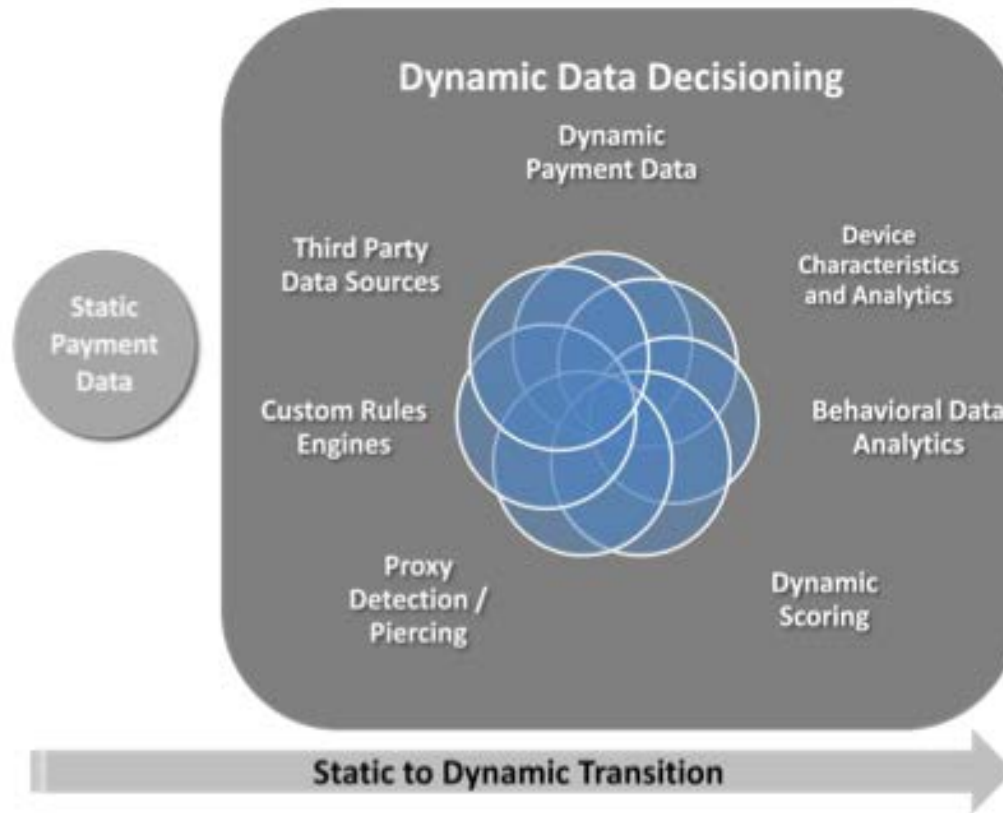 Dynamic Data Decisioning
Dynamic
Payment Data
Device
Characteristics
and Analytics
Behavioral Data
Analytics
Dynamic
Scoring
Proxy
Detection /
Piercing
Custom Rules
Engines
Third Party
Data Sources
Static
Payment
Data
Static to Dynamic Transition